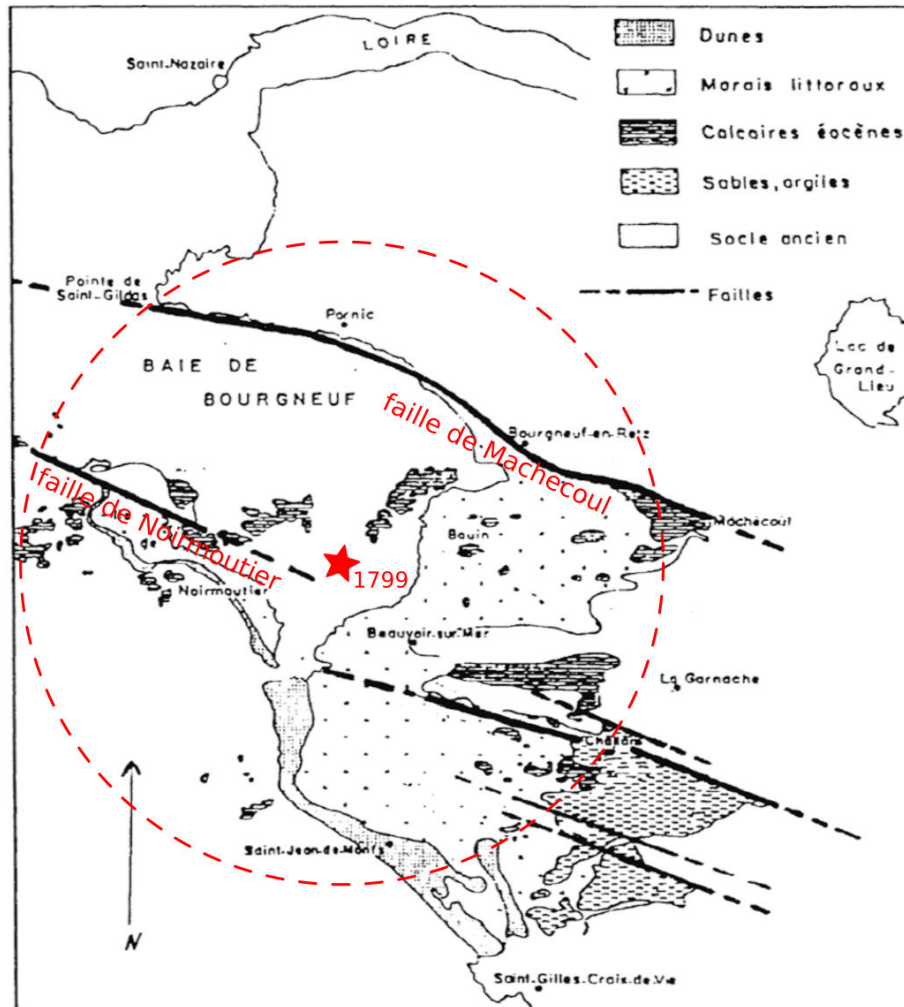 LOIRE
Saint-Nazaire
Dunes
Marais littoraux
Calcaires éocènes
Sables, argiles
Socle ancien
Failles
Pointe de
Saint-Gildas
Pornic
BAIE DE
BOURGNEUF
Lac de
Grand-
Lieu
faille de Machecoul
Bourgneuf-en-Retz
faille de Noirmoutier
Machecoul
Bouin
de
Noirmoutier
1799
Beauvoir-sur-Mer
La Garnache
Challans
Saint-Jean-de-Monts
N
Saint-Gilles-Croix-de-Vie